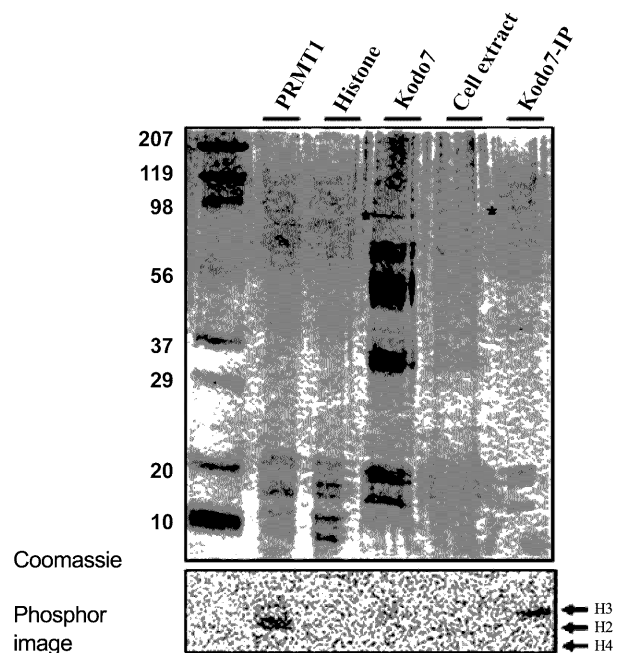 PRMT1
Histone
Kodo7
Cell extract
Kodo7-IP
207
119
98
56
37
29
20
10
Coomassie
Phosphor
image
H3
H2
H4